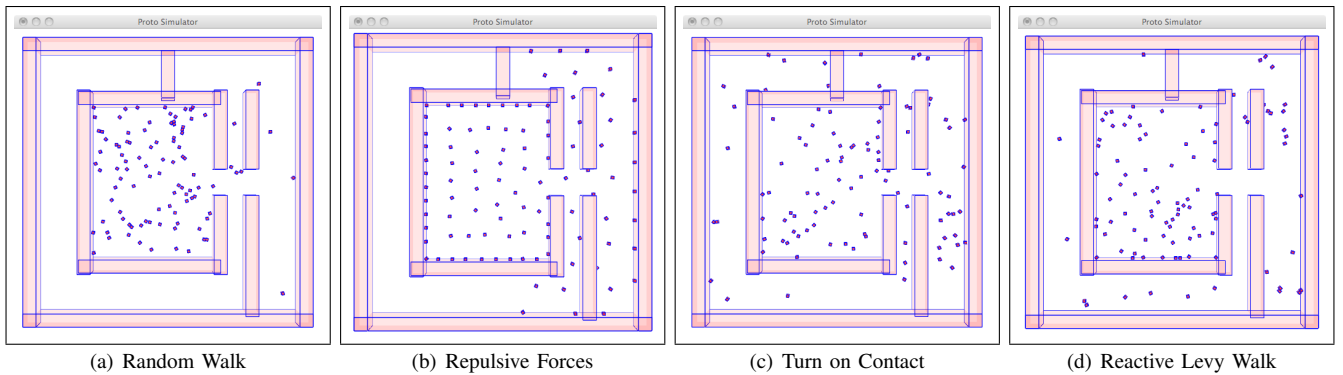 Proto Simulator
Proto Simulator
Proto Simulator
Proto Simulator
(a) Random Walk
(b) Repulsive Forces
(c) Turn on Contact
(d) Reactive Levy Walk